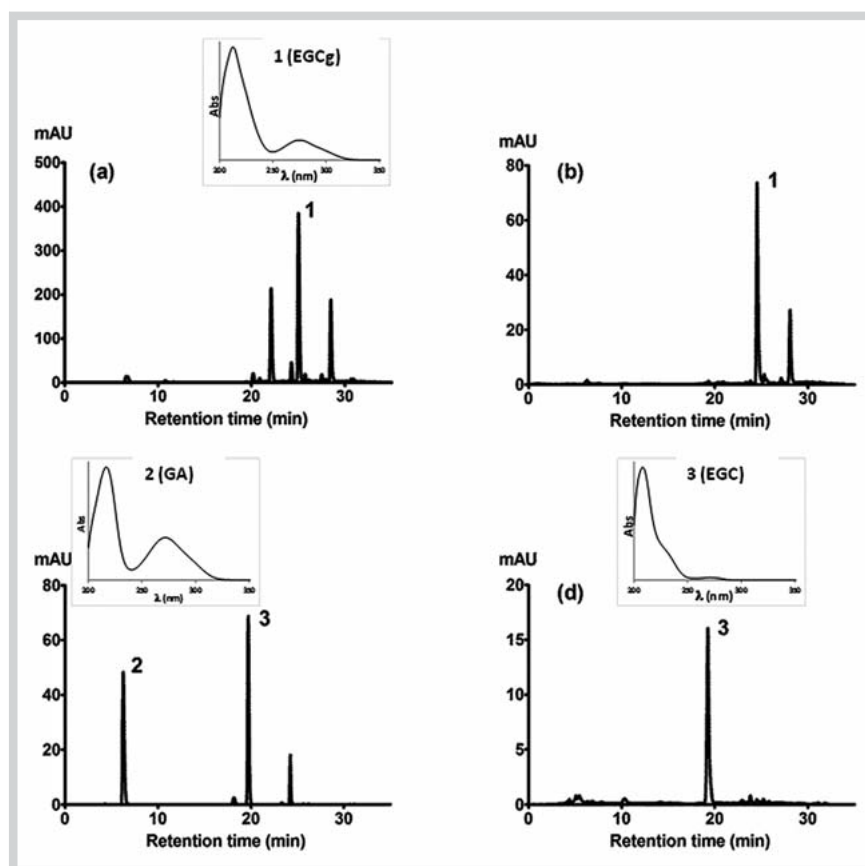 1 (EGCg)
Abs
200 250 300 350
λ (nm)
mAU
(a)
500
400
300
200
100
0
1
0 10 20 30
Retention time (min)
mAU
(b)
80
60
40
20
0
1
0 10 20 30
Retention time (min)
2 (GA)
Abs
200 250 300 350
λ (nm)
mAU
80
60
40
20
0
2
3
0 10 20 30
Retention time (min)
3 (EGC)
Abs
200 250 300 350
λ (nm)
mAU
(d)
20
15
10
5
0
3
0 10 20 30
Retention time (min)